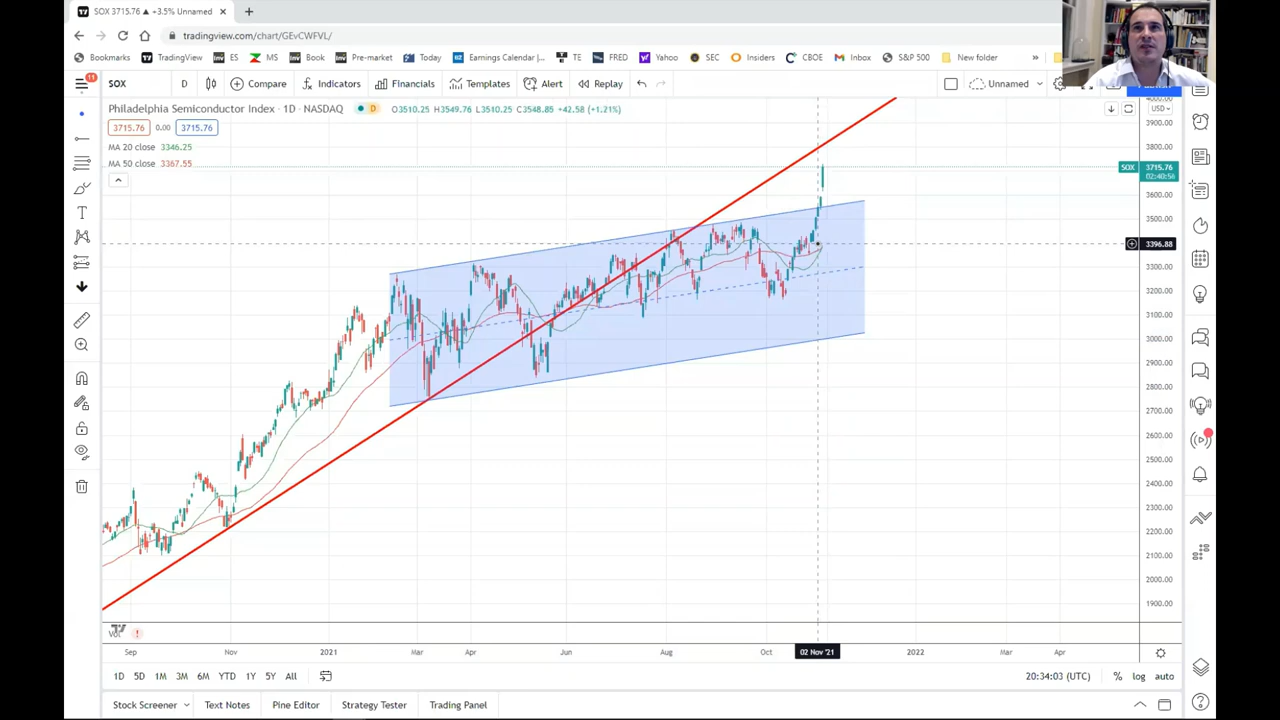 SOX 3715.76 ▲ +3.5% Unnamed
tradingview.com/chart/GEvCWFVL/
Bookmarks TradingView ES MS Book Pre-market Today Earnings Calendar |... TE FRED Yahoo SEC Insiders CBOE Inbox S&P 500 New folder »
11
SOX D Compare Indicators Financials Templates Alert Replay Unnamed
Philadelphia Semiconductor Index · 1D · NASDAQ D O3510.25 H3549.76 L3510.25 C3548.85 +42.58 (+1.21%)
3715.76 0.00 3715.76
MA 20 close 3346.25
MA 50 close 3367.55
USD
4000.00
3900.00
3800.00
SOX 3715.76
02:40:56
3600.00
3500.00
3396.88
3300.00
3200.00
3100.00
3000.00
2900.00
2800.00
2700.00
2600.00
2500.00
2400.00
2300.00
2200.00
2100.00
2000.00
1900.00
Vol !
Sep Nov 2021 Mar Apr Jun Aug Oct 02 Nov '21 2022 Mar Apr
1D 5D 1M 3M 6M YTD 1Y 5Y All 20:34:03 (UTC) % log auto
Stock Screener Text Notes Pine Editor Strategy Tester Trading Panel